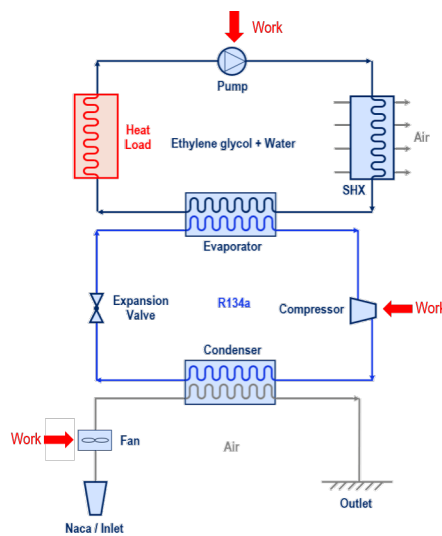 Work
Pump
Heat
Load
Ethylene glycol + Water
Air
SHX
Evaporator
Expansion
Valve
R134a
Compressor
Work
Condenser
Work
Fan
Air
Naca / Inlet
Outlet